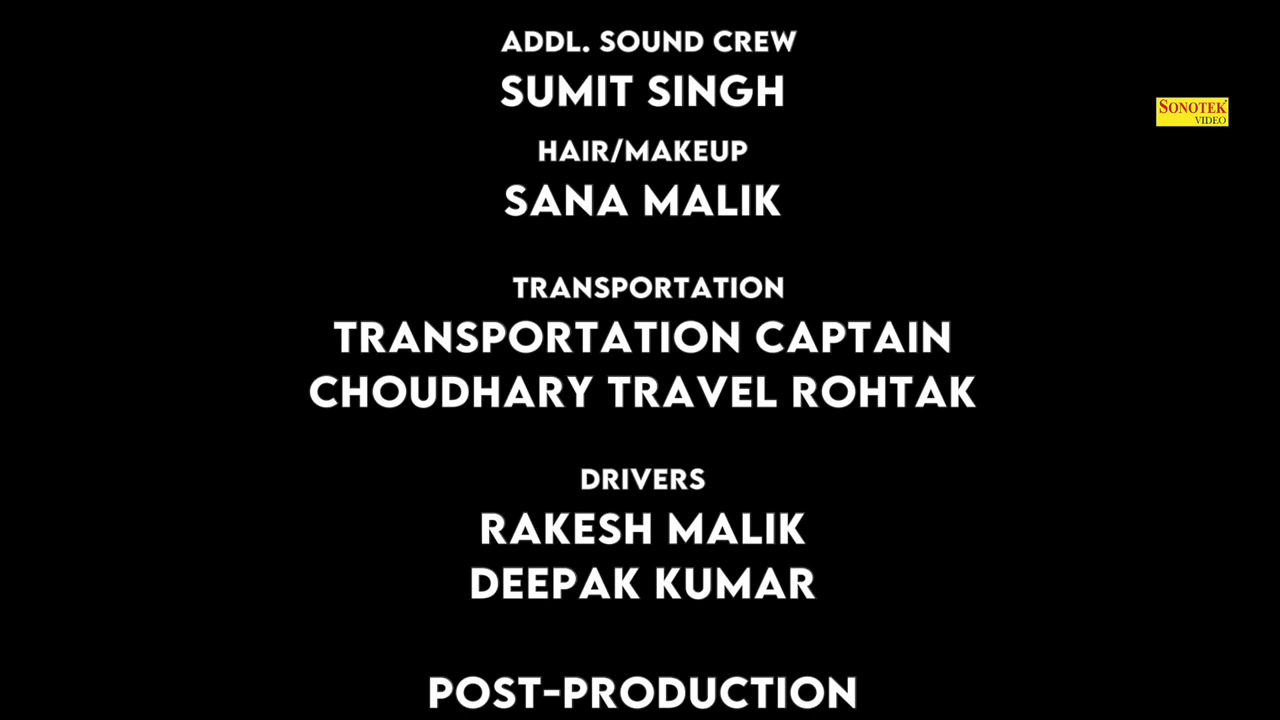 ADDL. SOUND CREW
SUMIT SINGH
SONOTEK
VIDEO
HAIR/MAKEUP
SANA MALIK
TRANSPORTATION
TRANSPORTATION CAPTAIN
CHOUDHARY TRAVEL ROHTAK
DRIVERS
RAKESH MALIK
DEEPAK KUMAR
POST-PRODUCTION